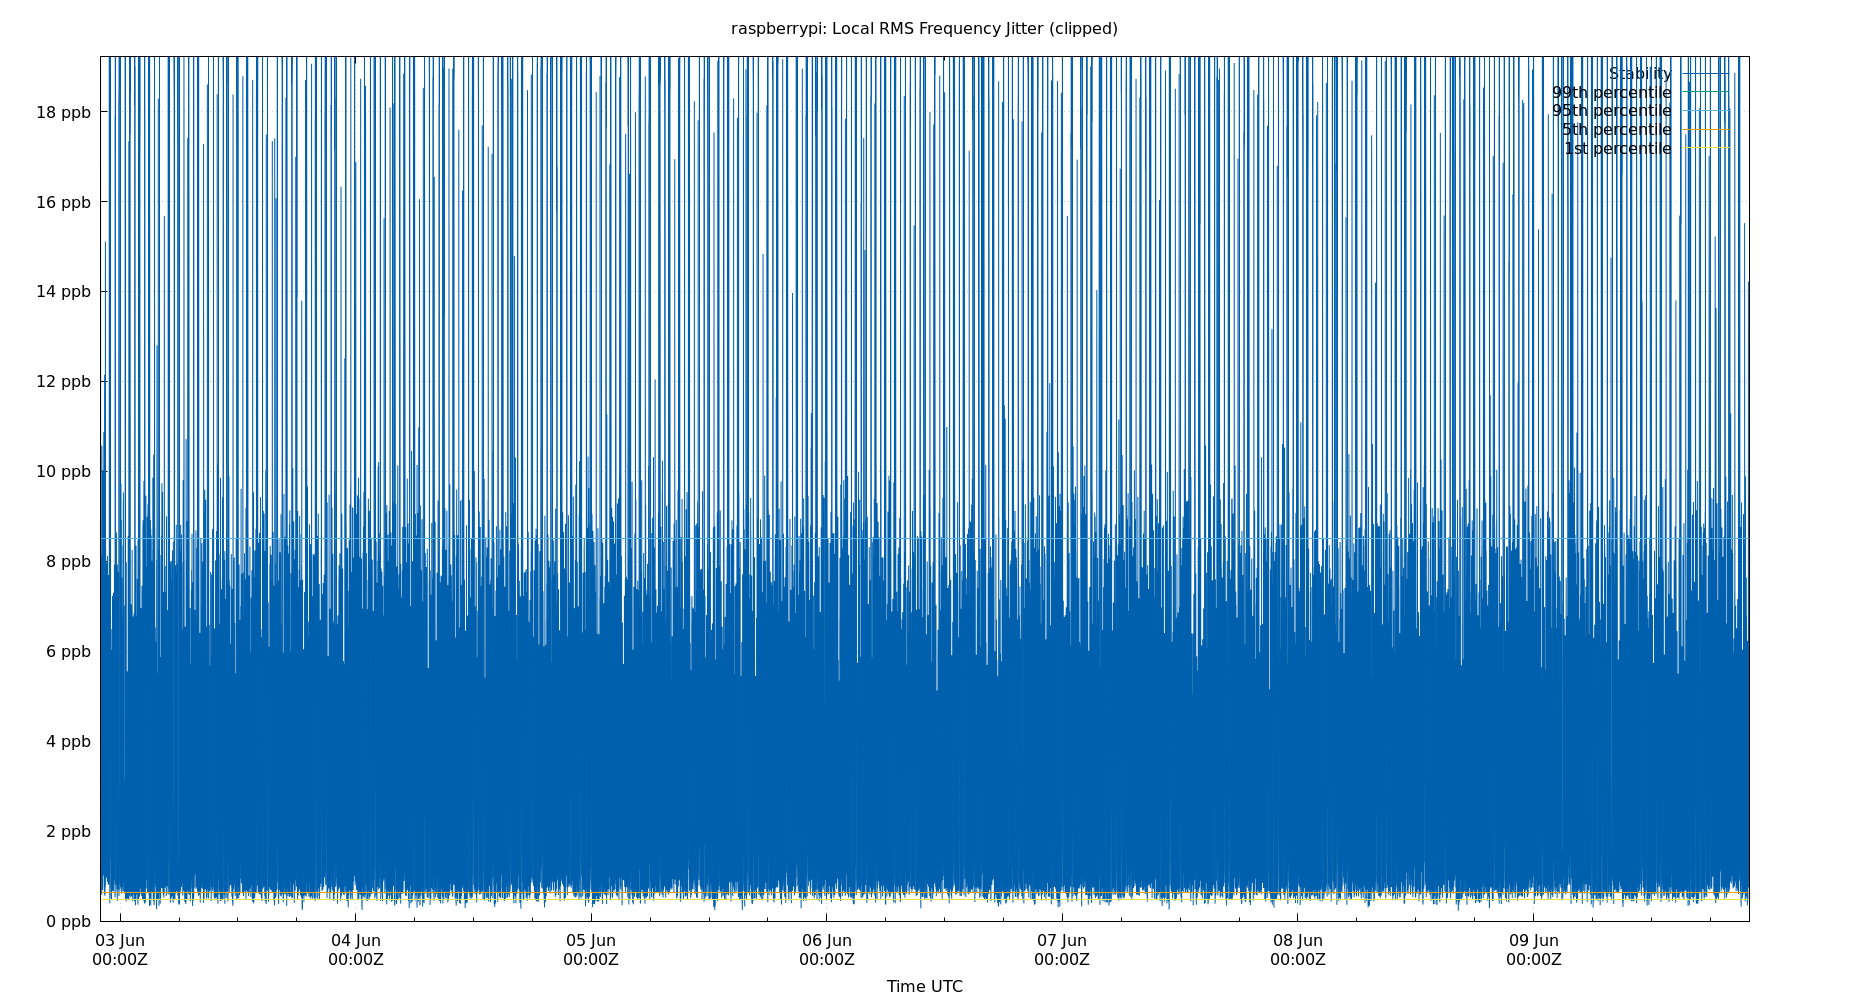 raspberrypi: Local RMS Frequency Jitter (clipped)
Stability
99th percentile
95th percentile
5th percentile
1st percentile
18 ppb
16 ppb
14 ppb
12 ppb
10 ppb
8 ppb
6 ppb
4 ppb
2 ppb
0 ppb
03 Jun 04 Jun 05 Jun 06 Jun 07 Jun 08 Jun 09 Jun
00:00Z 00:00Z 00:00Z 00:00Z 00:00Z 00:00Z 00:00Z
Time UTC